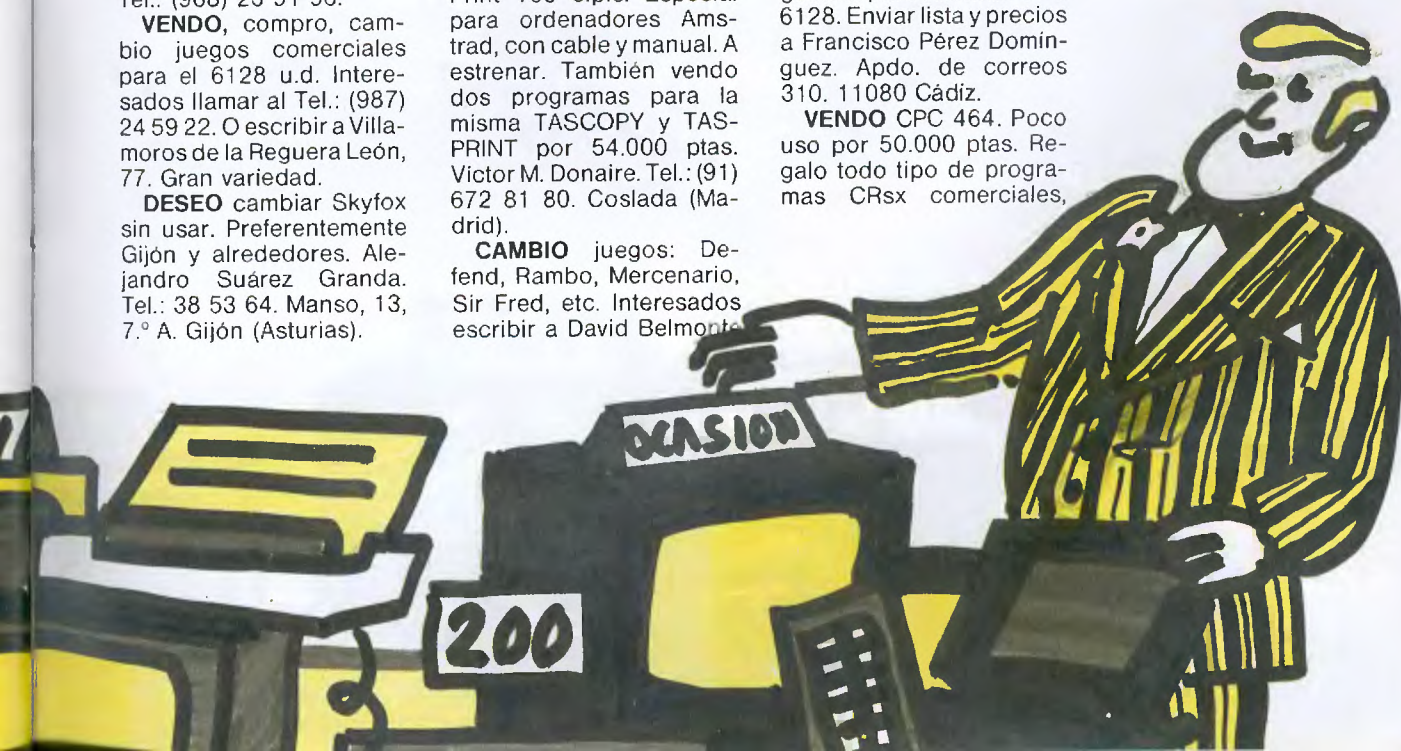 VENDO, compro, cam-
bio juegos comerciales
para el 6128 u.d. Intere-
sados llamar al Tel.: (987)
24 59 22. O escribir a Villa-
moros de la Reguera León,
77. Gran variedad.
DESEO cambiar Skyfox
sin usar. Preferentemente
Gijón y alrededores. Ale-
jandro Suárez Granda.
Tel.: 38 53 64. Manso, 13,
7.º A. Gijón (Asturias).
para ordenadores Ams-
trad, con cable y manual. A
estrenar. También vendo
dos programas para la
misma TASCOPY y TAS-
PRINT por 54.000 ptas.
Victor M. Donaire. Tel.: (91)
672 81 80. Coslada (Ma-
drid).
CAMBIO juegos: De-
fend, Rambo, Mercenario,
Sir Fred, etc. Interesados
escribir a David Belmonte
6128. Enviar lista y precios
a Francisco Pérez Domín-
guez. Apdo. de correos
310. 11080 Cádiz.
VENDO CPC 464. Poco
uso por 50.000 ptas. Re-
galo todo tipo de progra-
mas CRsx comerciales,
OCASION
200